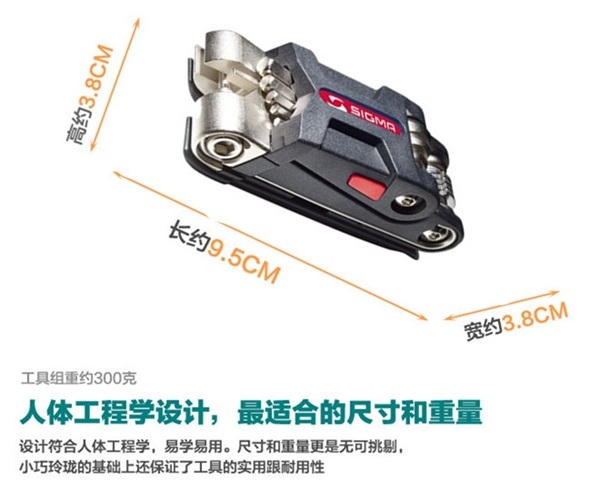 高约3.8CM
SIGMA
长约9.5CM
宽约3.8CM
工具组重约300克
人体工程学设计，最适合的尺寸和重量
设计符合人体工程学，易学易用。尺寸和重量更是无可挑剔，
小巧玲珑的基础上还保证了工具的实用跟耐用性